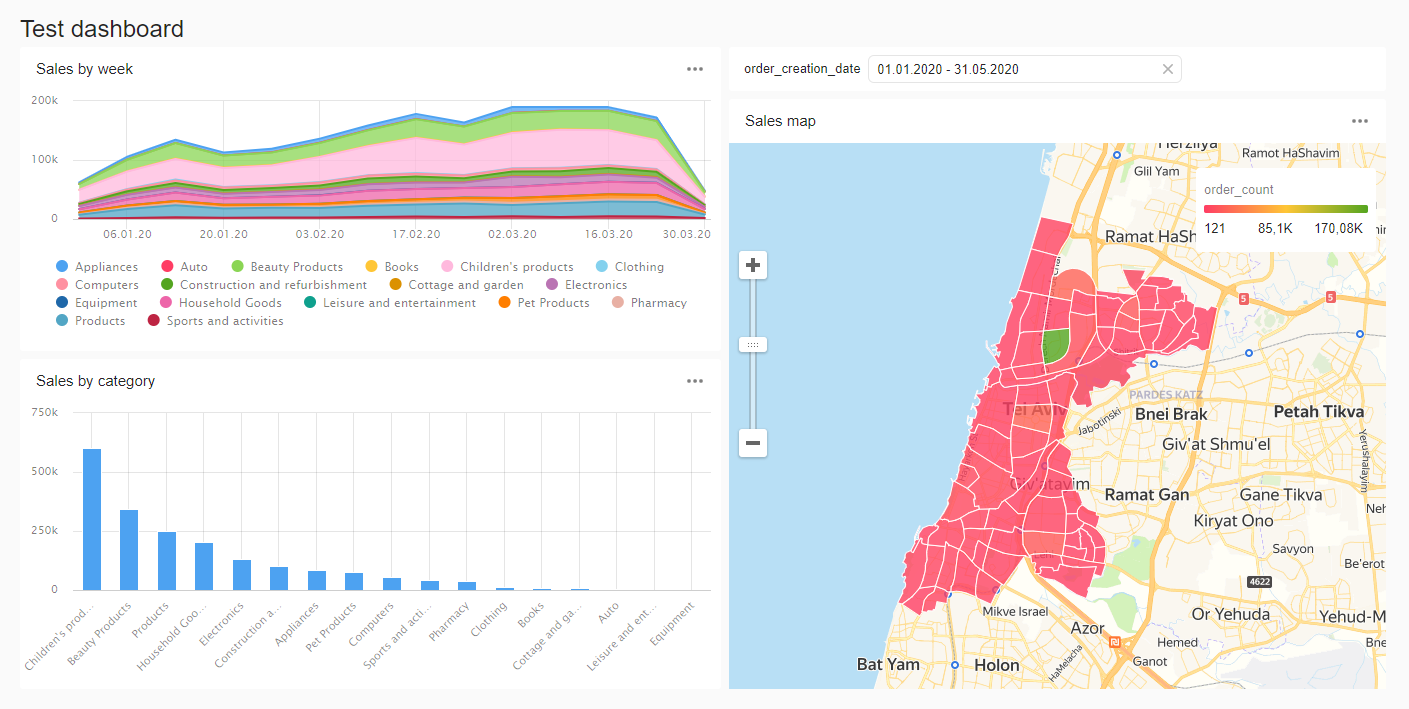 Test dashboard
Sales by week
200k
100k
0
06.01.20 20.01.20 03.02.20 17.02.20 02.03.20 16.03.20 30.03.20
Appliances Auto Beauty Products Books Children's products Clothing
Computers Construction and refurbishment Cottage and garden Electronics
Equipment Household Goods Leisure and entertainment Pet Products Pharmacy
Products Sports and activities
Sales by category
750k
500k
250k
0
Children's prod...
Beauty Products
Products
Household Goo...
Electronics
Construction a...
Appliances
Pet Products
Computers
Sports and acti...
Pharmacy
Clothing
Books
Cottage and ga...
Auto
Leisure and ent...
Equipment
order_creation_date 01.01.2020 - 31.05.2020
Sales map
Herzliya
Ramot HaShavim
Glil Yam
order_count
121 85,1K 170,08K
Ramat HaSh
5
5
PARDES KATZ
Tel Aviv
Jabotinski
Bnei Brak
Petah Tikva
Giv'at Shmu'el
Yerushalayim
Giv'atayim
Ramat Gan
Gane Tikva
Neh
Kiryat Ono
Savyon
Be'erot
4622
Mikve Israel
Or Yehuda
Yehud-M
Azor
Hemed
Bne
Ganot
HaMelacha
Bat Yam
Holon